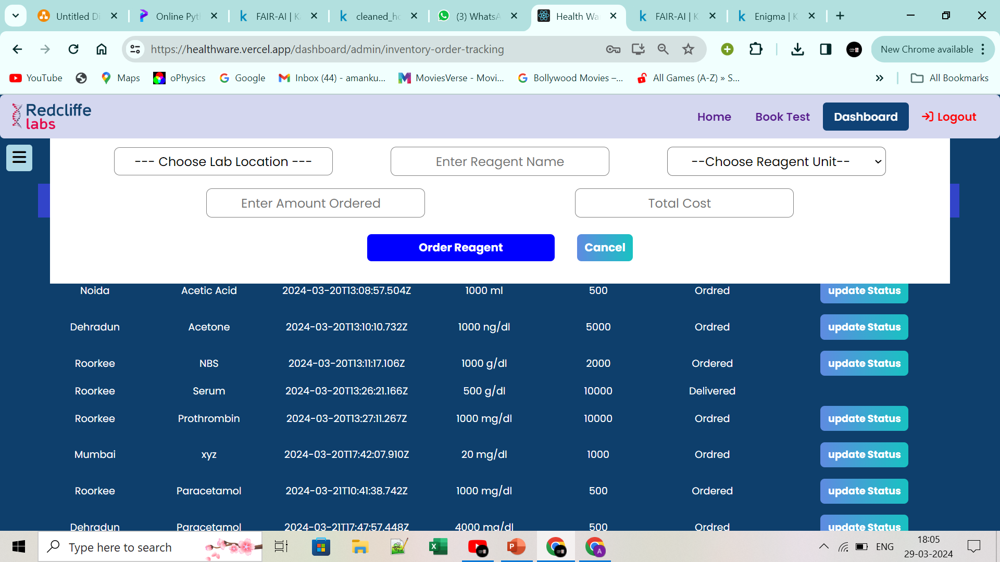 Untitled Di
Online Pyt
FAIR-AI | K
cleaned_ho
(3) WhatsA
Health Wa
FAIR-AI | K
Enigma | K
https://healthware.vercel.app/dashboard/admin/inventory-order-tracking
New Chrome available
YouTube
Maps
oPhysics
Google
Inbox (44) - amanku...
MoviesVerse - Movi...
Bollywood Movies –...
All Games (A-Z) » S...
All Bookmarks
Redcliffe
labs
Home Book Test Dashboard Logout
--- Choose Lab Location --- Enter Reagent Name --Choose Reagent Unit--
Enter Amount Ordered Total Cost
Order Reagent Cancel
Noida Acetic Acid 2024-03-20T13:08:57.504Z 1000 ml 500 Ordred update Status
Dehradun Acetone 2024-03-20T13:10:10.732Z 1000 ng/dl 5000 Ordred update Status
Roorkee NBS 2024-03-20T13:11:17.106Z 1000 g/dl 2000 Ordered update Status
Roorkee Serum 2024-03-20T13:26:21.166Z 500 g/dl 10000 Delivered
Roorkee Prothrombin 2024-03-20T13:27:11.267Z 1000 mg/dl 10000 Ordred update Status
Mumbai xyz 2024-03-20T17:42:07.910Z 20 mg/dl 1000 Ordred update Status
Roorkee Paracetamol 2024-03-21T10:41:38.742Z 1000 mg/dl 500 Ordered update Status
Dehradun Paracetamol 2024-03-21T17:47:57.448Z 4000 mg/dl 500 Ordred update Status
Type here to search
ENG
18:05
29-03-2024